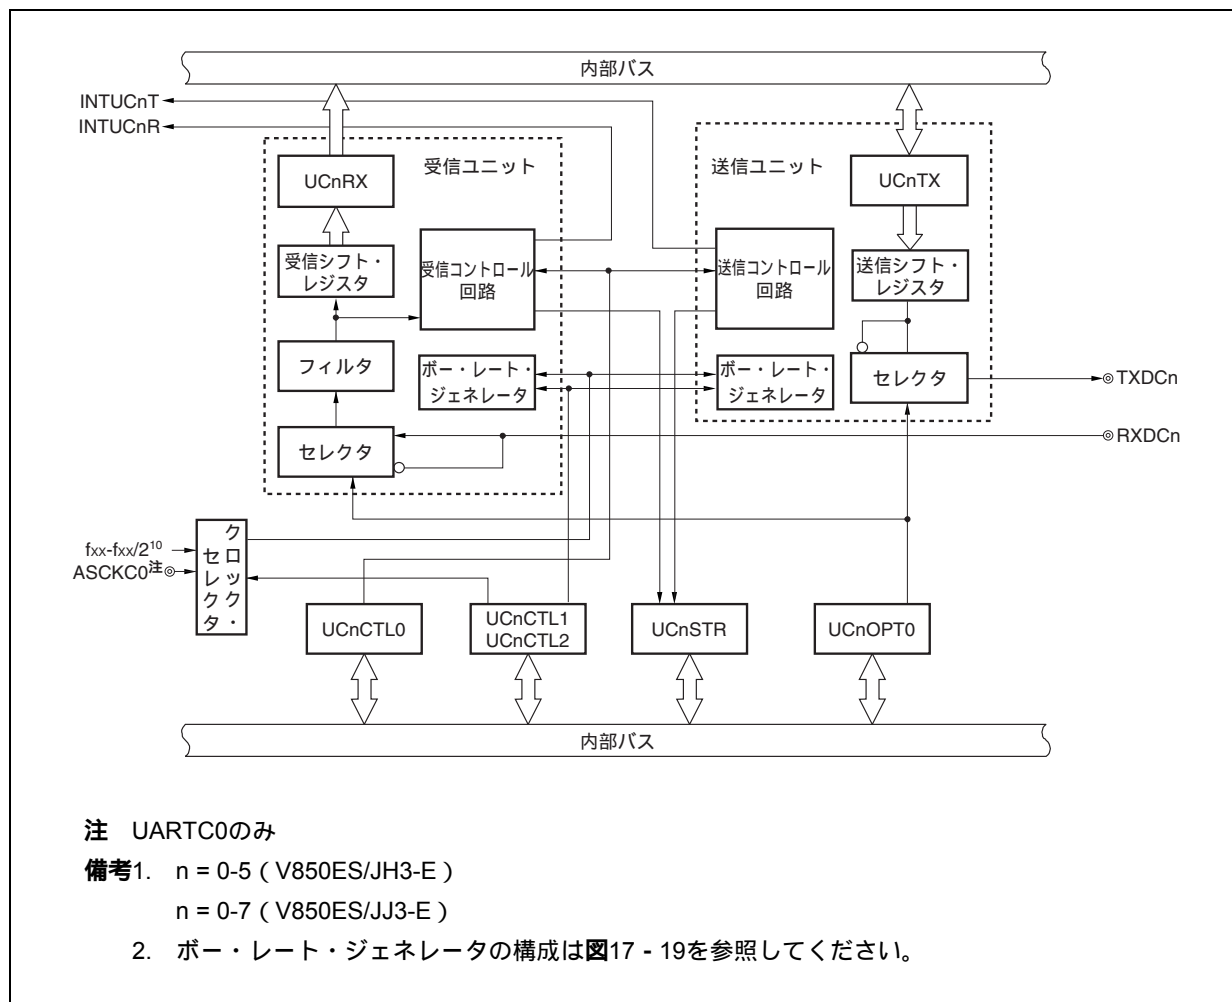 内部バス
INTUCnT
INTUCnR
受信ユニット
送信ユニット
UCnRX
UCnTX
受信シフト・
レジスタ
受信コントロール
回路
送信コントロール
回路
送信シフト・
レジスタ
フィルタ
ボー・レート・
ジェネレータ
ボー・レート・
ジェネレータ
セレクタ
TXDCn
セレクタ
RXDCn
fxx-fxx/2¹⁰
ASCKC0注
クロック・
セレクタ
UCnCTL0
UCnCTL1
UCnCTL2
UCnSTR
UCnOPT0
内部バス
注 UARTC0のみ
備考1. n = 0-5（V850ES/JH3-E）
n = 0-7（V850ES/JJ3-E）
2. ボー・レート・ジェネレータの構成は図17 - 19を参照してください。